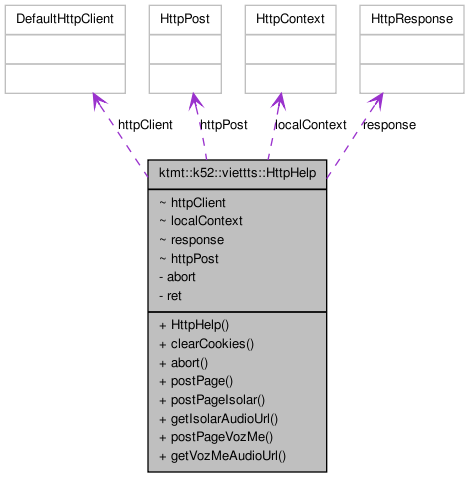 DefaultHttpClient
HttpPost
HttpContext
HttpResponse
httpClient
httpPost
localContext
response
ktmt::k52::viettts::HttpHelp
~ httpClient
~ localContext
~ response
~ httpPost
- abort
- ret
+ HttpHelp()
+ clearCookies()
+ abort()
+ postPage()
+ postPageIsolar()
+ getIsolarAudioUrl()
+ postPageVozMe()
+ getVozMeAudioUrl()